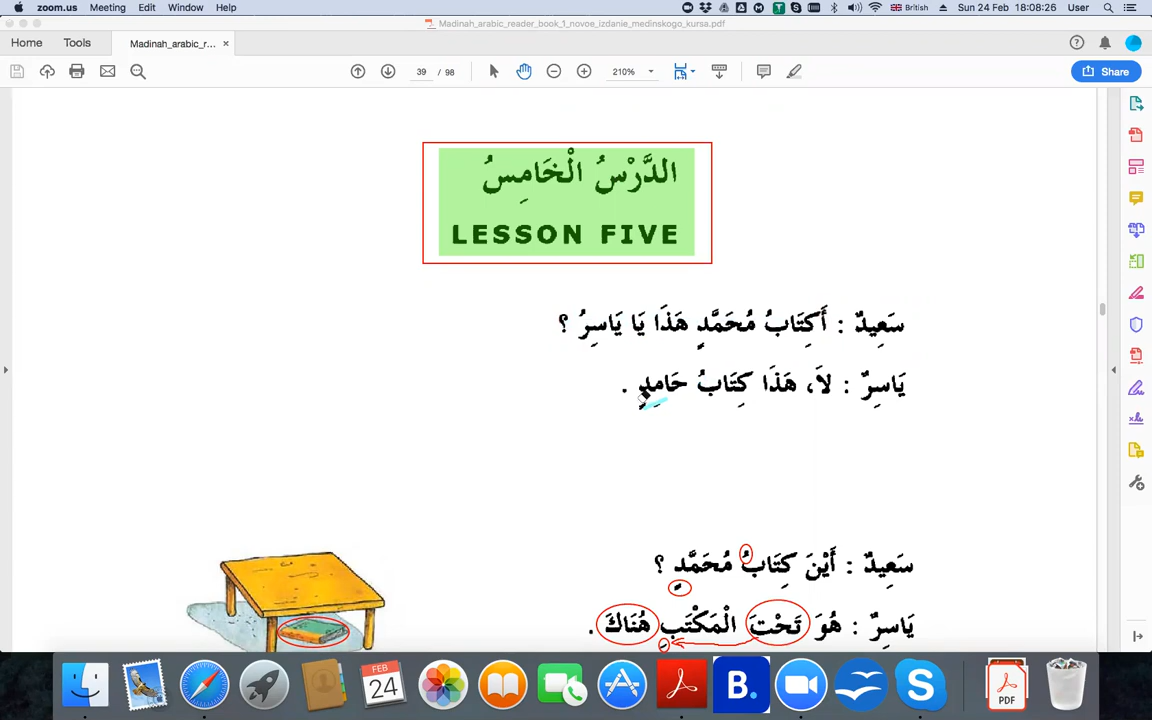 zoom.us Meeting Edit Window Help British Sun 24 Feb 18:08:26 User
Madinah_arabic_reader_book_1_novoe_izdanie_medinskogo_kursa.pdf
Home Tools Madinah_arabic_r... ×
39 / 98 210% Share
الدَّرْسُ الْخَامِسُ
LESSON FIVE
سَعِيدٌ : أَكِتَابُ مُحَمَّدٍ هَذَا يَا يَاسِرُ ؟
يَاسِرٌ : لاَ، هَذَا كِتَابُ حَامِدٍ .
سَعِيدٌ : أَيْنَ كِتَابُ مُحَمَّدٍ ؟
يَاسِرٌ : هُوَ تَحْتَ الْمَكْتَبِ هُنَاكَ .
FEB
24
B.
PDF